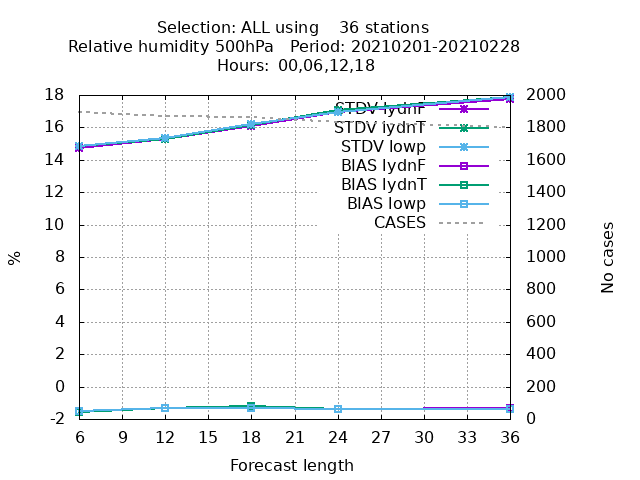 Selection: ALL using 36 stations
Relative humidity 500hPa Period: 20210201-20210228
Hours: 00,06,12,18
18 2000
STDV lydnF
16 STDV lydnT 1800
STDV lowp
14 1600
BIAS lydnF
12 BIAS lydnT 1400
BIAS lowp
10 CASES 1200
8 1000
6 800
4 600
2 400
0 200
-2 0
% No cases
6 9 12 15 18 21 24 27 30 33 36
Forecast length